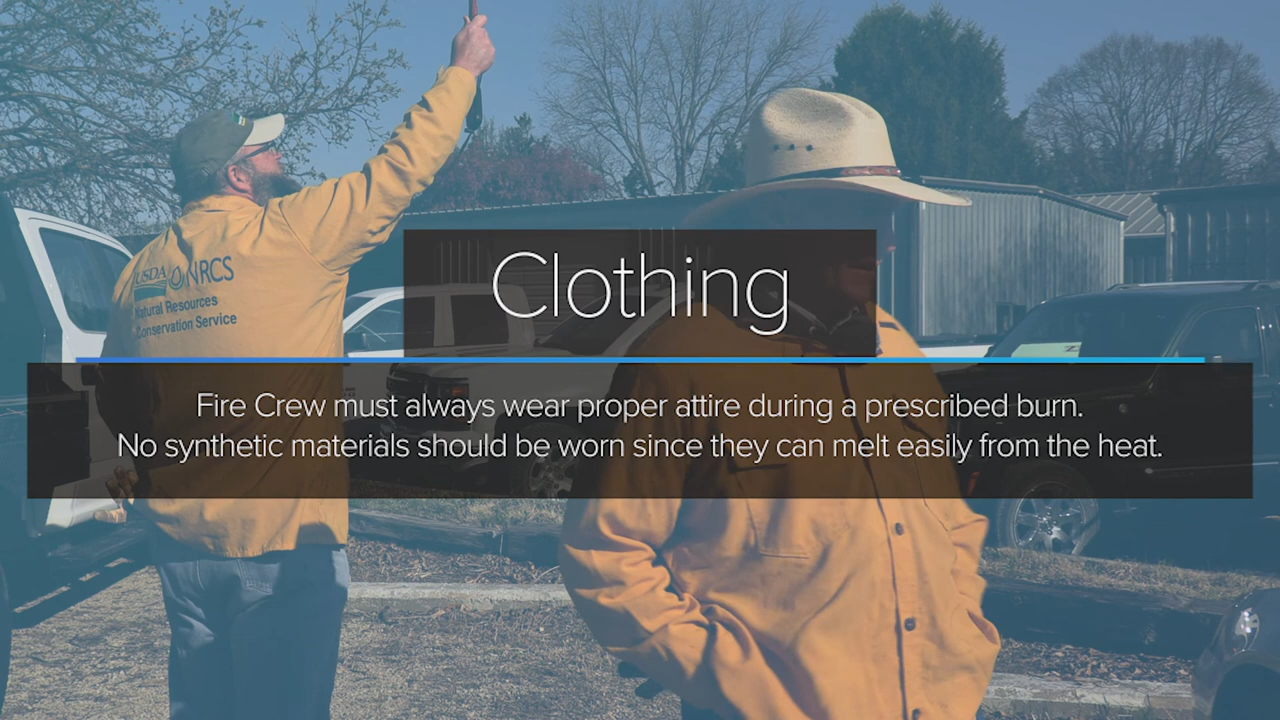 Clothing
Fire Crew must always wear proper attire during a prescribed burn.
No synthetic materials should be worn since they can melt easily from the heat.
USDA NRCS
Natural Resources
Conservation Service